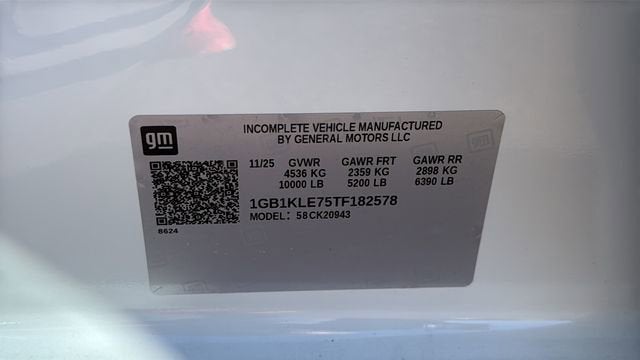 gm
INCOMPLETE VEHICLE MANUFACTURED
BY GENERAL MOTORS LLC
11/25 GVWR GAWR FRT GAWR RR
4536 KG 2359 KG 2898 KG
10000 LB 5200 LB 6390 LB
1GB1KLE75TF182578
MODEL: 58CK20943
8624